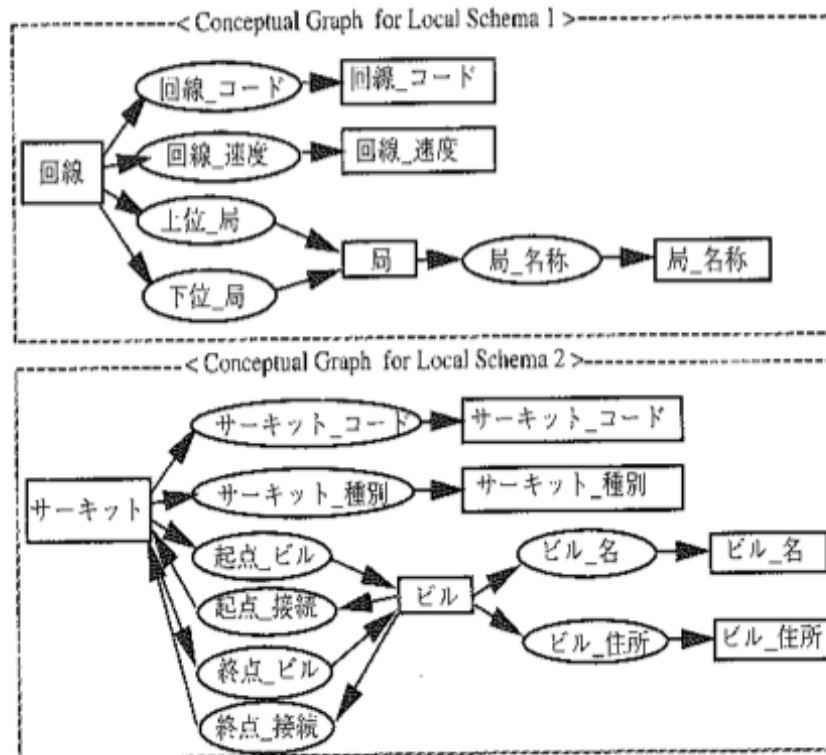 < Conceptual Graph for Local Schema 1 >
回線_コード
回線_コード
回線
回線_速度
回線_速度
上位_局
局
局_名称
局_名称
下位_局
< Conceptual Graph for Local Schema 2 >
サーキット_コード
サーキット_コード
サーキット
サーキット_種別
サーキット_種別
起点_ビル
ビル_名
ビル_名
起点_接続
ビル
ビル_住所
ビル_住所
終点_ビル
終点_接続